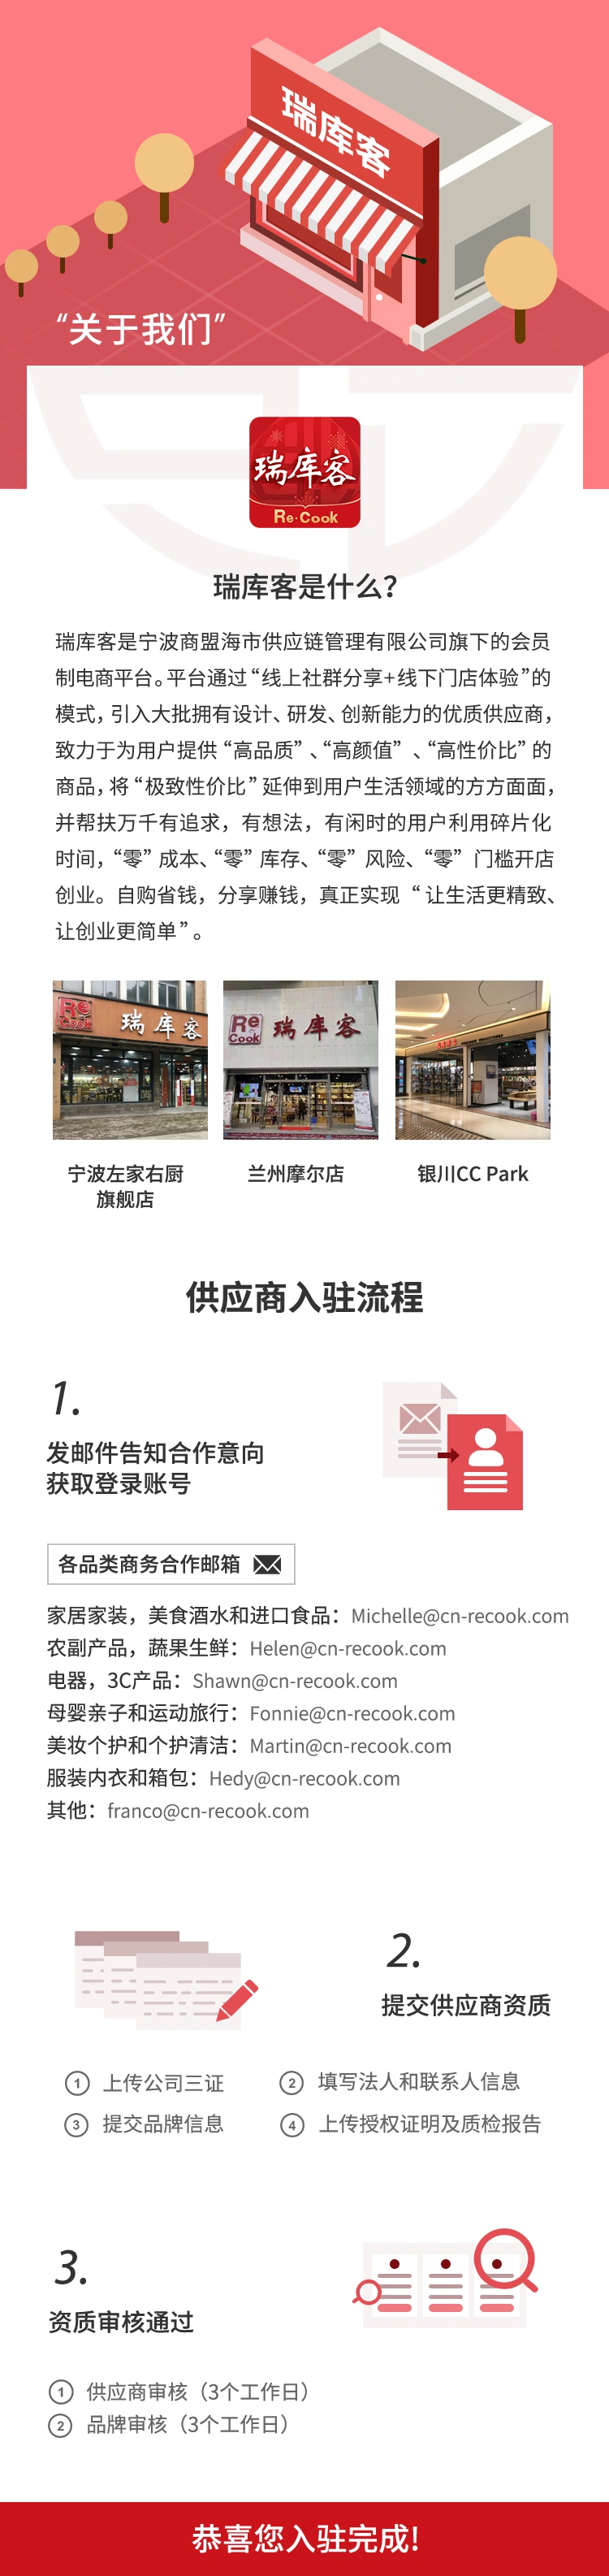 瑞库客
“关于我们”
瑞库客
Re·Cook
瑞库客是什么？
瑞库客是宁波商盟海市供应链管理有限公司旗下的会员
制电商平台。平台通过“线上社群分享+线下门店体验”的
模式，引入大批拥有设计、研发、创新能力的优质供应商，
致力于为用户提供“高品质”、“高颜值”、“高性价比”的
商品，将“极致性价比”延伸到用户生活领域的方方面面，
并帮扶万千有追求，有想法，有闲时的用户利用碎片化
时间，“零”成本、“零”库存、“零”风险、“零”门槛开店
创业。自购省钱，分享赚钱，真正实现“让生活更精致、
让创业更简单”。
Re Cook 瑞库客
Re Cook 瑞库客
宁波左家右厨
旗舰店
兰州摩尔店
银川CC Park
供应商入驻流程
1.
发邮件告知合作意向
获取登录账号
各品类商务合作邮箱
家居家装，美食酒水和进口食品：Michelle@cn-recook.com
农副产品，蔬果生鲜：Helen@cn-recook.com
电器，3C产品：Shawn@cn-recook.com
母婴亲子和运动旅行：Fonnie@cn-recook.com
美妆个护和个护清洁：Martin@cn-recook.com
服装内衣和箱包：Hedy@cn-recook.com
其他：franco@cn-recook.com
2.
提交供应商资质
① 上传公司三证
② 填写法人和联系人信息
③ 提交品牌信息
④ 上传授权证明及质检报告
3.
资质审核通过
① 供应商审核（3个工作日）
② 品牌审核（3个工作日）
恭喜您入驻完成!